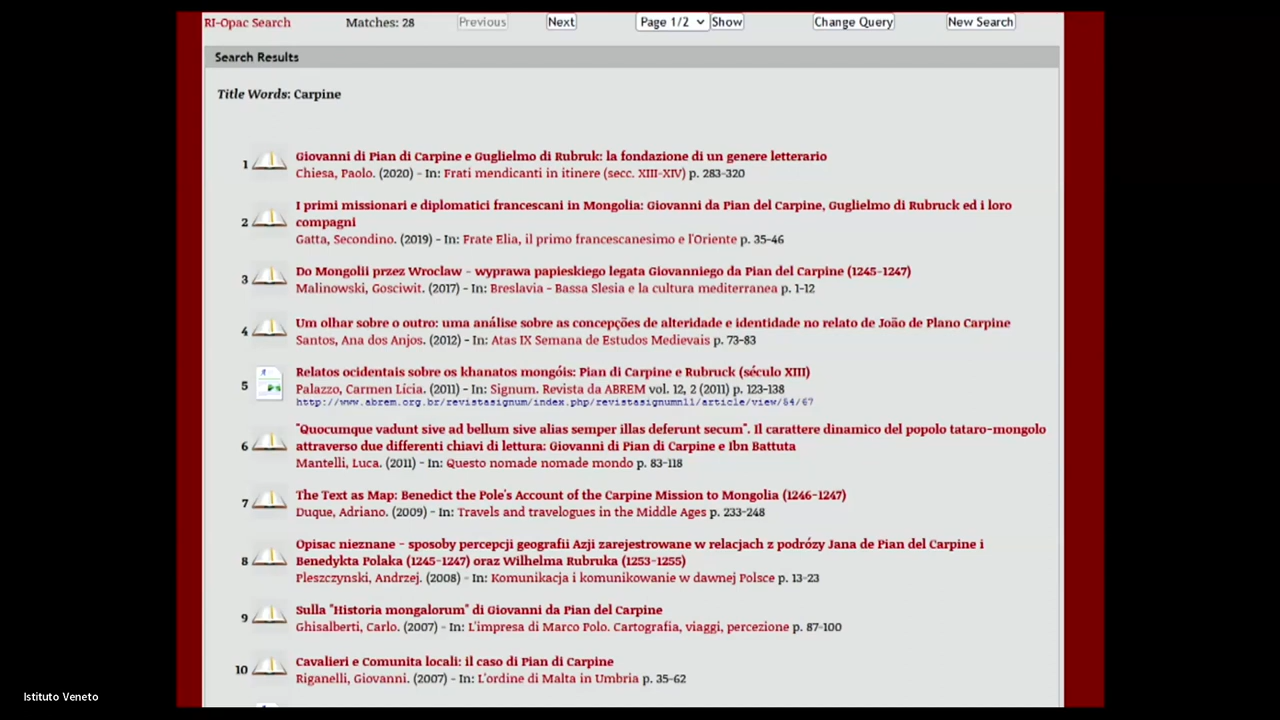 RI-Opac Search Matches: 28 Previous Next Page 1/2 Show Change Query New Search
Search Results
Title Words: Carpine
1 Giovanni di Pian di Carpine e Guglielmo di Rubruk: la fondazione di un genere letterario
Chiesa, Paolo. (2020) - In: Frati mendicanti in itinere (secc. XIII-XIV) p. 283-320
2 I primi missionari e diplomatici francescani in Mongolia: Giovanni da Pian del Carpine, Guglielmo di Rubruck ed i loro
compagni
Gatta, Secondino. (2019) - In: Frate Elia, il primo francescanesimo e l'Oriente p. 35-46
3 Do Mongolii przez Wroclaw - wyprawa papieskiego legata Giovanniego da Pian del Carpine (1245-1247)
Malinowski, Gosciwit. (2017) - In: Breslavia - Bassa Slesia e la cultura mediterranea p. 1-12
4 Um olhar sobre o outro: uma análise sobre as concepções de alteridade e identidade no relato de João de Plano Carpine
Santos, Ana dos Anjos. (2012) - In: Atas IX Semana de Estudos Medievais p. 73-83
5 Relatos ocidentais sobre os khanatos mongóis: Pian di Carpine e Rubruck (século XIII)
Palazzo, Carmen Lícia. (2011) - In: Signum. Revista da ABREM vol. 12, 2 (2011) p. 123-138
http://www.abrem.org.br/revistasignum/index.php/revistasignumn11/article/view/54/67
6 "Quocumque vadunt sive ad bellum sive alias semper illas deferunt secum". Il carattere dinamico del popolo tataro-mongolo
attraverso due differenti chiavi di lettura: Giovanni di Pian di Carpine e Ibn Battuta
Mantelli, Luca. (2011) - In: Questo nomade nomade mondo p. 83-118
7 The Text as Map: Benedict the Pole's Account of the Carpine Mission to Mongolia (1246-1247)
Duque, Adriano. (2009) - In: Travels and travelogues in the Middle Ages p. 233-248
8 Opisac nieznane - sposoby percepcji geografii Azji zarejestrowane w relacjach z podrózy Jana de Pian del Carpine i
Benedykta Polaka (1245-1247) oraz Wilhelma Rubruka (1253-1255)
Pleszczynski, Andrzej. (2008) - In: Komunikacja i komunikowanie w dawnej Polsce p. 13-23
9 Sulla "Historia mongalorum" di Giovanni da Pian del Carpine
Ghisalberti, Carlo. (2007) - In: L'impresa di Marco Polo. Cartografia, viaggi, percezione p. 87-100
10 Cavalieri e Comunita locali: il caso di Pian di Carpine
Riganelli, Giovanni. (2007) - In: L'ordine di Malta in Umbria p. 35-62
Istituto Veneto